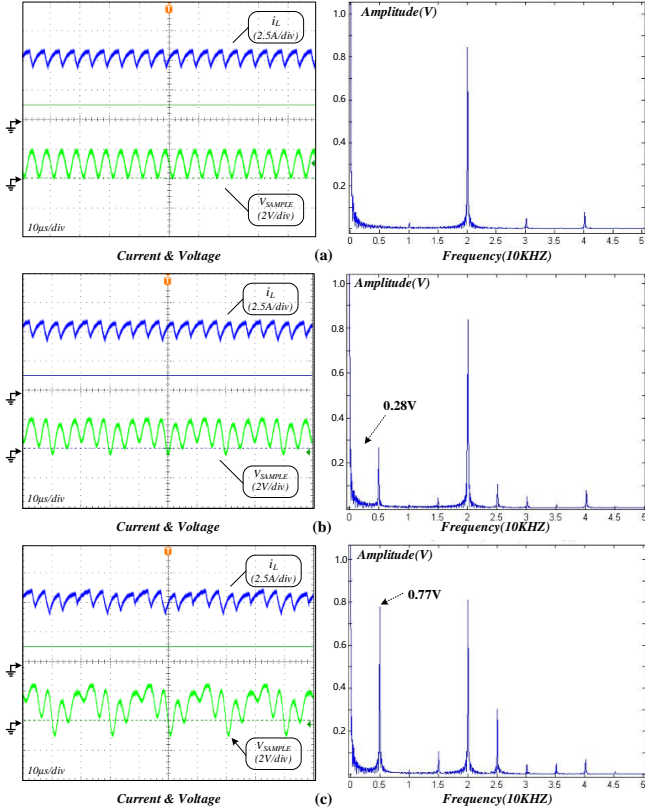 T
i_L
(2.5A/div)
V_SAMPLE
(2V/div)
10μs/div
Current & Voltage
(a)
Amplitude(V)
1.0
0.8
0.6
0.4
0.2
0 0.5 1 1.5 2 2.5 3 3.5 4 4.5 5
Frequency(10KHZ)
T
i_L
(2.5A/div)
V_SAMPLE
(2V/div)
10μs/div
Current & Voltage
(b)
Amplitude(V)
1.0
0.8
0.6
0.4
0.2
0.28V
0 0.5 1 1.5 2 2.5 3 3.5 4 4.5 5
Frequency(10KHZ)
T
i_L
(2.5A/div)
V_SAMPLE
(2V/div)
10μs/div
Current & Voltage
(c)
Amplitude(V)
1.0
0.8
0.6
0.4
0.2
0.77V
0 0.5 1 1.5 2 2.5 3 3.5 4 4.5 5
Frequency(10KHZ)